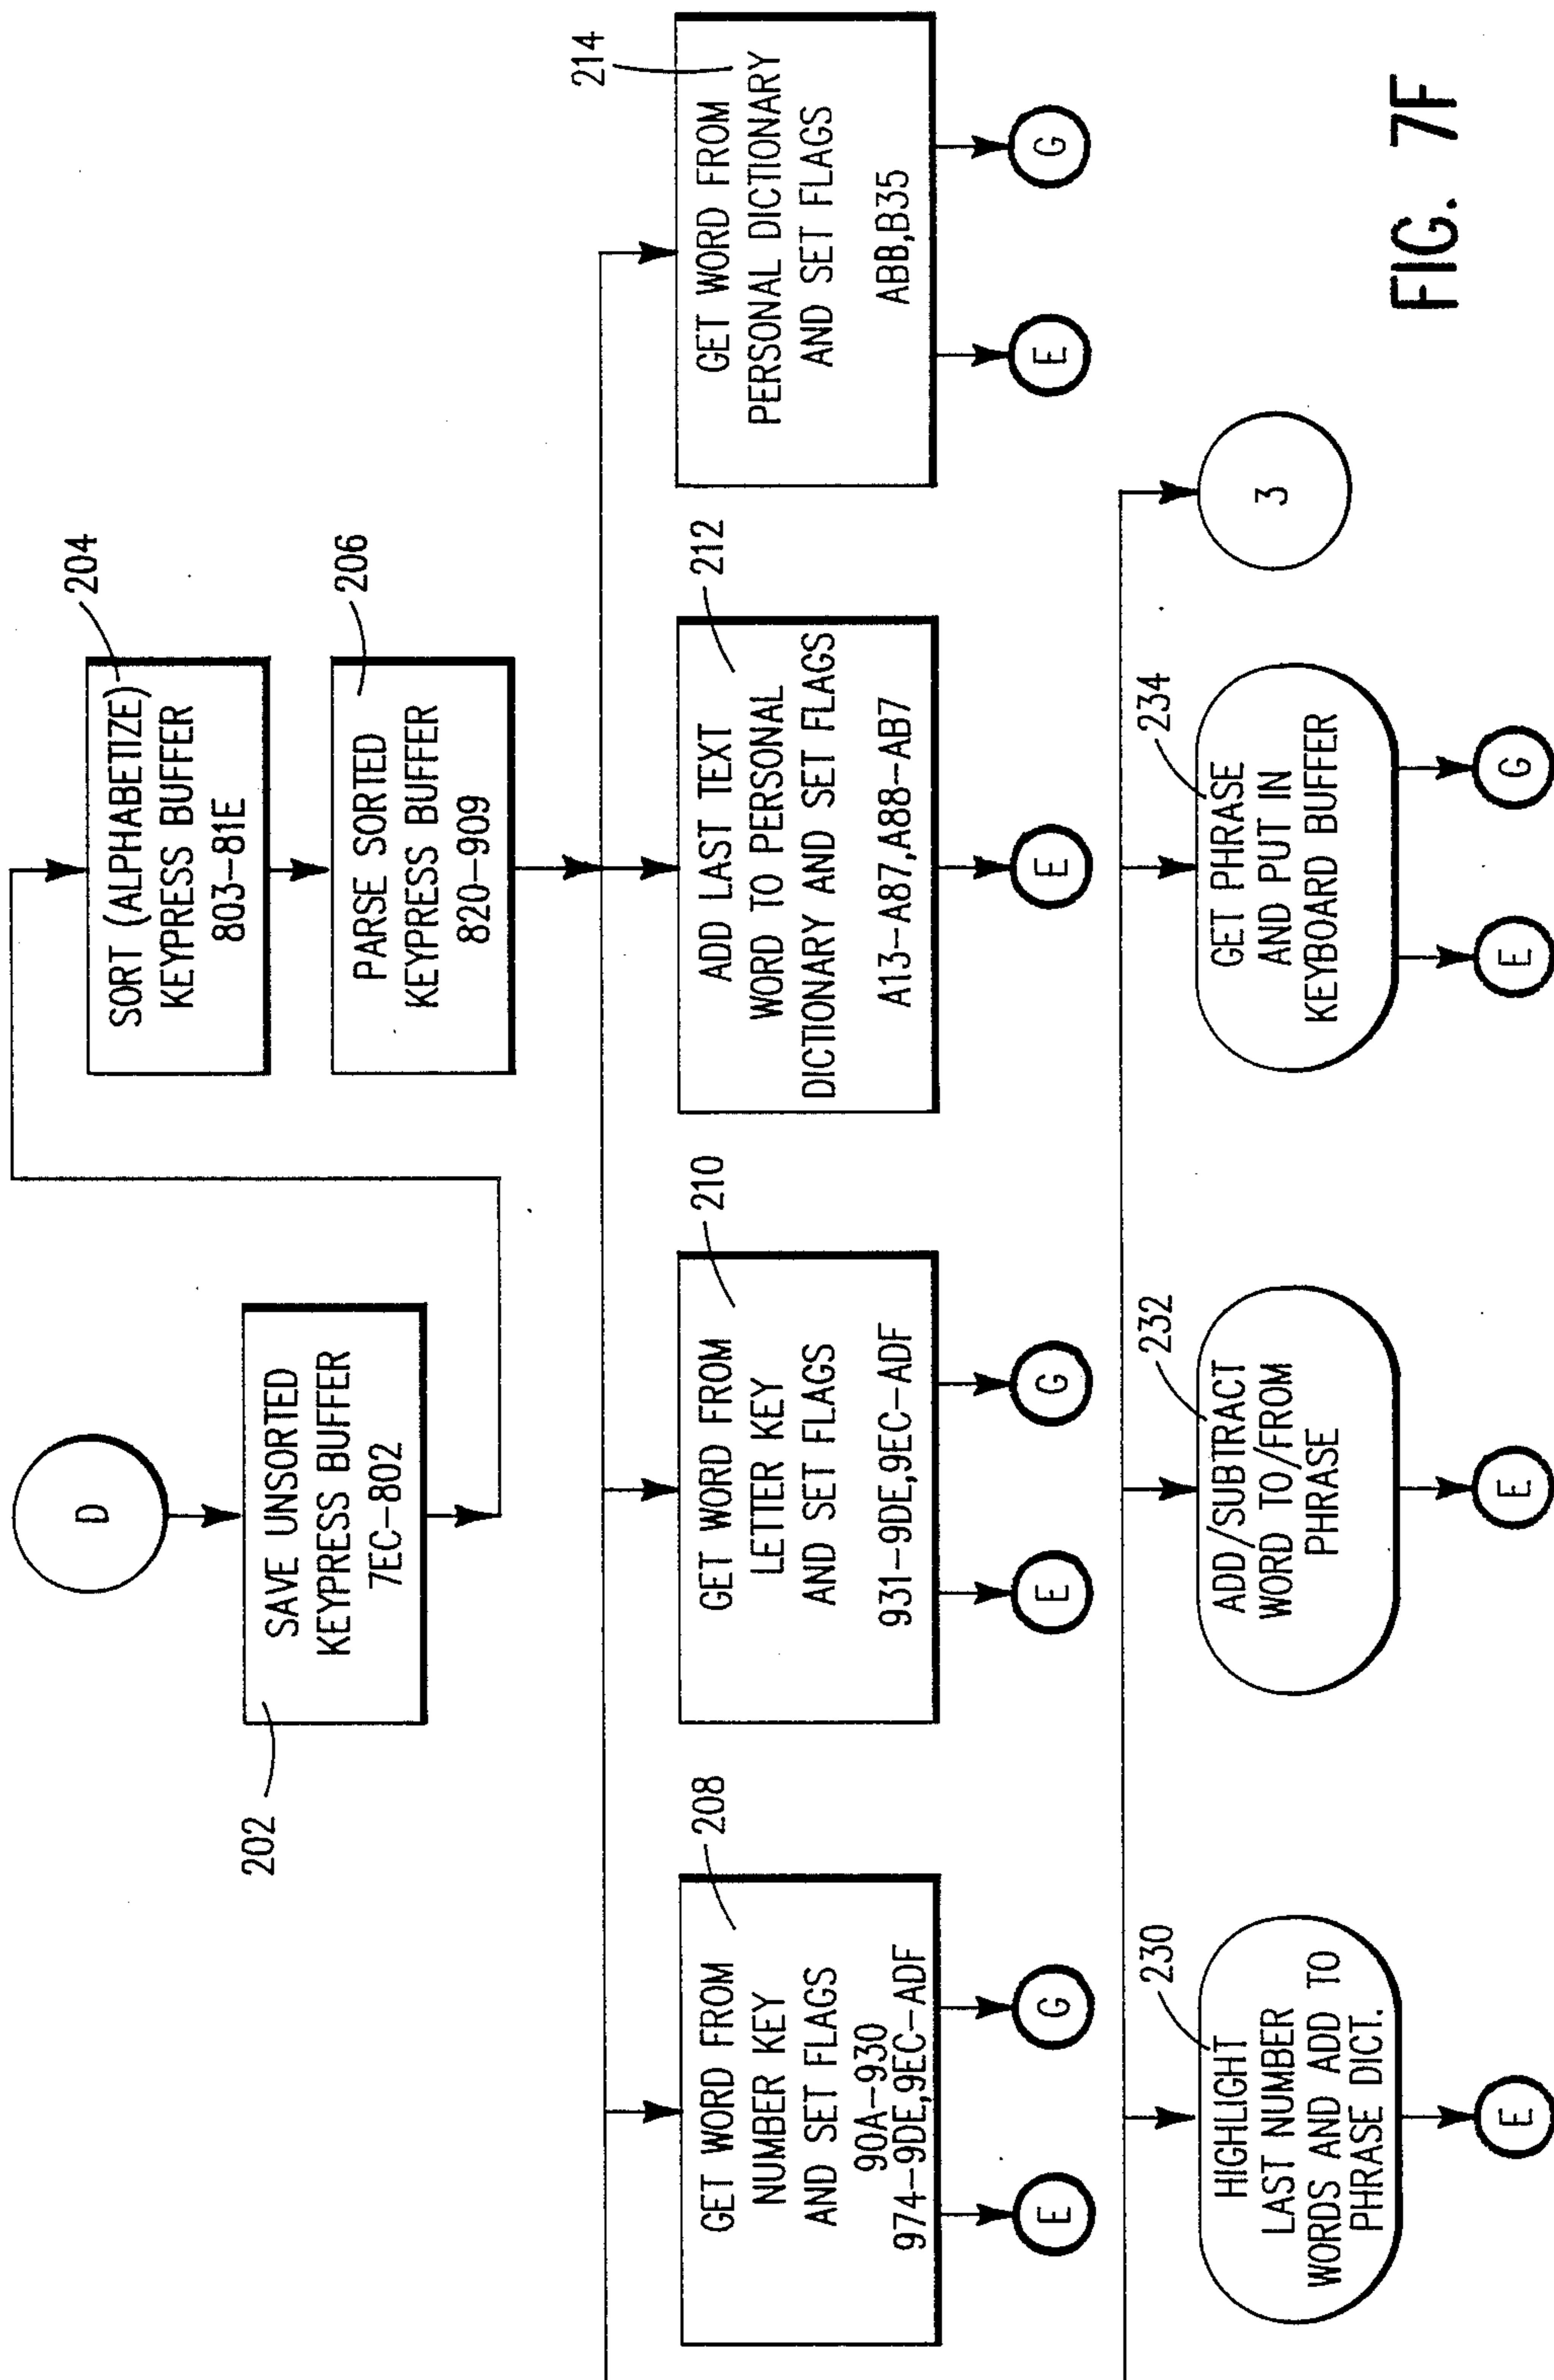 D
202
SAVE UNSORTED
KEYPRESS BUFFER
7EC-802
204
SORT (ALPHABETIZE)
KEYPRESS BUFFER
803-81E
206
PARSE SORTED
KEYPRESS BUFFER
820-909
208
GET WORD FROM
NUMBER KEY
AND SET FLAGS
90A-930
974-9DE,9EC-ADF
E
G
210
GET WORD FROM
LETTER KEY
AND SET FLAGS
931-9DE,9EC-ADF
E
G
212
ADD LAST TEXT
WORD TO PERSONAL
DICTIONARY AND SET FLAGS
A13-A87,A88-AB7
E
214
GET WORD FROM
PERSONAL DICTIONARY
AND SET FLAGS
ABB,B35
E
G
230
HIGHLIGHT
LAST NUMBER
WORDS AND ADD TO
PHRASE DICT.
E
232
ADD/SUBTRACT
WORD TO/FROM
PHRASE
E
234
GET PHRASE
AND PUT IN
KEYBOARD BUFFER
E
G
3
FIG. 7F